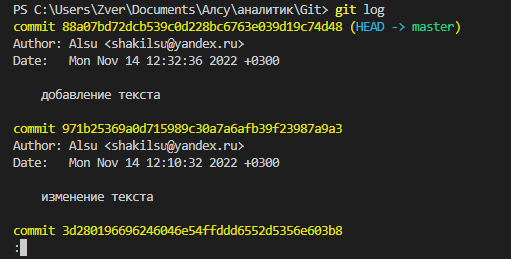 PS C:\Users\Zver\Documents\Алсу\аналитик\Git> git log
commit 88a07bd72dcb539c0d228bc6763e039d19c74d48 (HEAD -> master)
Author: Alsu <shakilsu@yandex.ru>
Date:   Mon Nov 14 12:32:36 2022 +0300
добавление текста
commit 971b25369a0d715989c30a7a6afb39f23987a9a3
Author: Alsu <shakilsu@yandex.ru>
Date:   Mon Nov 14 12:10:32 2022 +0300
изменение текста
commit 3d280196696246046e54ffddd6552d5356e603b8
: